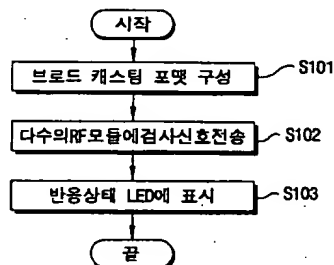 시작
브로드 캐스팅 포맷 구성
S101
다수의RF모듈에검사신호전송
S102
반응상태 LED에 표시
S103
끝